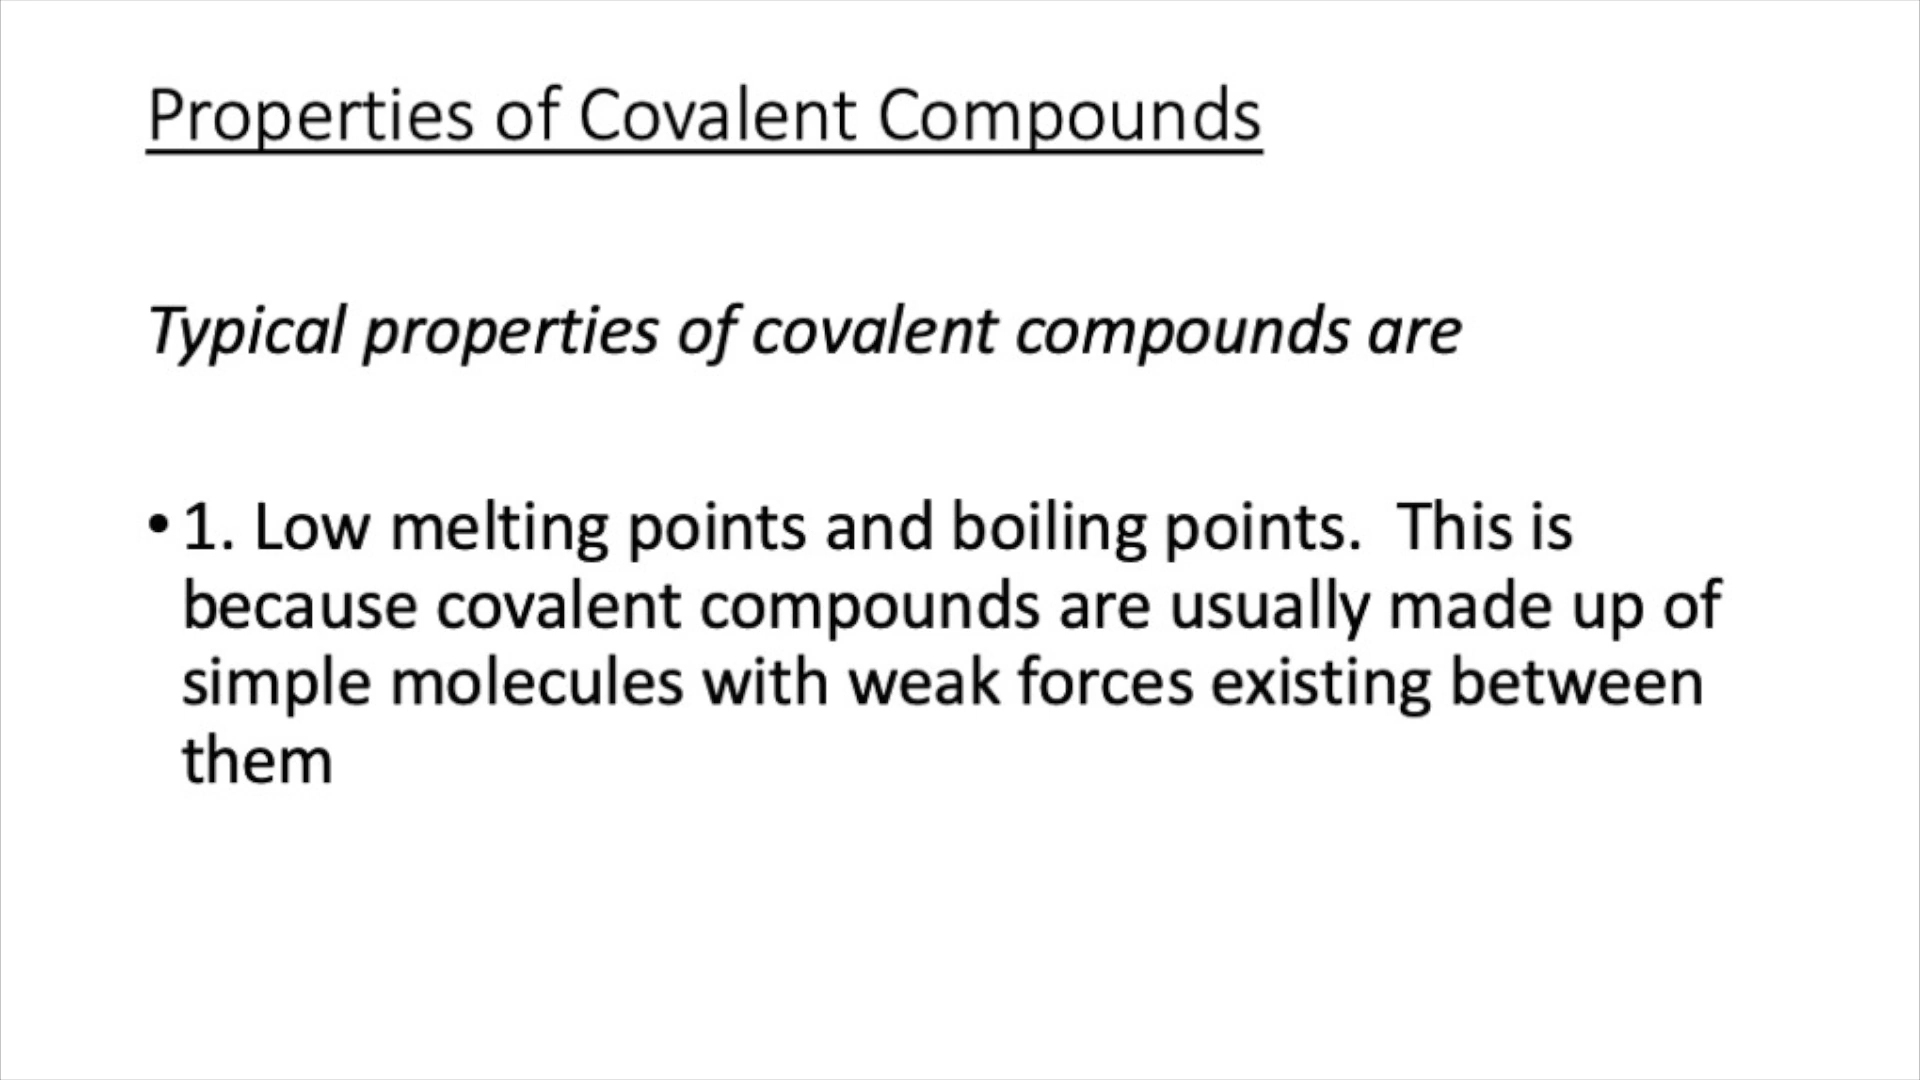 Properties of Covalent Compounds
Typical properties of covalent compounds are
• 1. Low melting points and boiling points.  This is
because covalent compounds are usually made up of
simple molecules with weak forces existing between
them